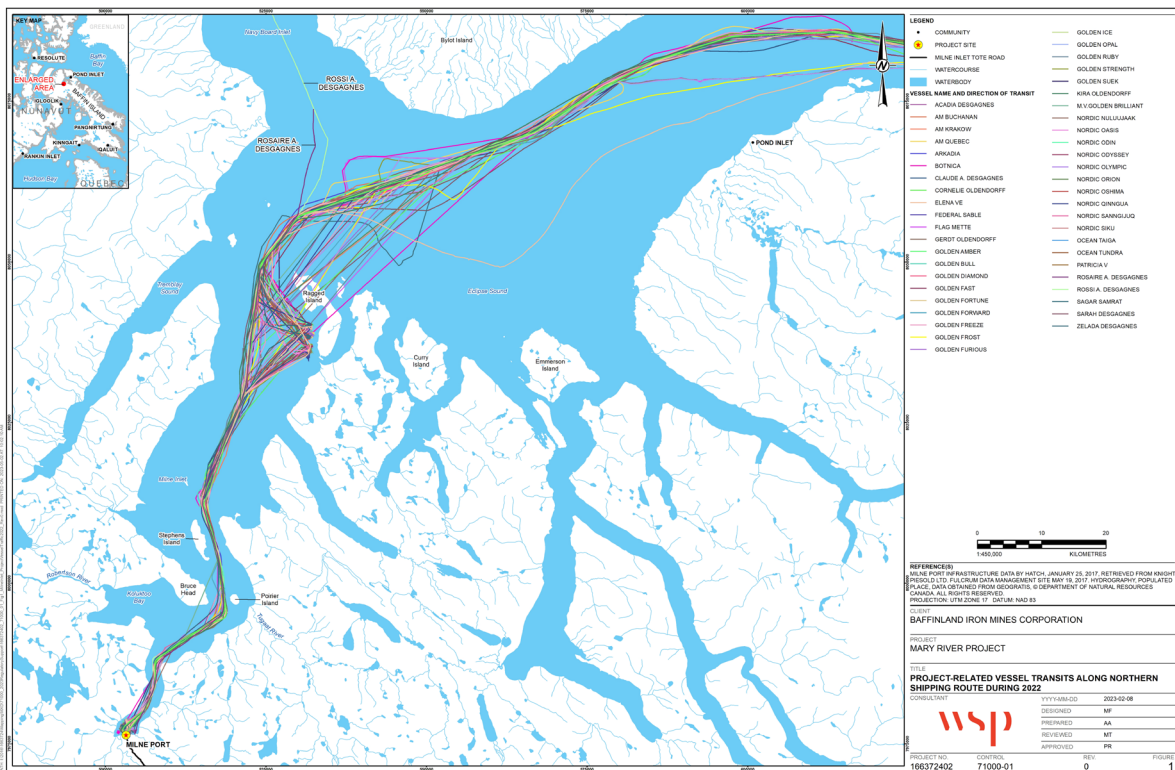 KEY MAP
GREENLAND
Baffin
Bay
RESOLUTE
POND INLET
ENLARGED
AREA
BAFFIN ISLAND
IGLOOLIK
NUNAVUT
PANGNIRTUNG
KINNGAIT
IQALUIT
RANKIN INLET
Hudson Bay
QUEBEC
Navy Board Inlet
Bylot Island
ROSSI A.
DESGAGNES
ROSAIRE A.
DESGAGNES
POND INLET
Tremblay
Sound
Ragged
Island
Eclipse Sound
Curry
Island
Emmerson
Island
Milne Inlet
Stephens
Island
Robertson River
Bruce
Head
Koluktoo
Bay
Poirier
Island
Tugaat River
MILNE PORT
N
LEGEND
COMMUNITY
PROJECT SITE
MILNE INLET TOTE ROAD
WATERCOURSE
WATERBODY
VESSEL NAME AND DIRECTION OF TRANSIT
ACADIA DESGAGNES
AM BUCHANAN
AM KRAKOW
AM QUEBEC
ARKADIA
BOTNICA
CLAUDE A. DESGAGNES
CORNELIE OLDENDORFF
ELENA VE
FEDERAL SABLE
FLAG METTE
GERDT OLDENDORFF
GOLDEN AMBER
GOLDEN BULL
GOLDEN DIAMOND
GOLDEN FAST
GOLDEN FORTUNE
GOLDEN FORWARD
GOLDEN FREEZE
GOLDEN FROST
GOLDEN FURIOUS
GOLDEN ICE
GOLDEN OPAL
GOLDEN RUBY
GOLDEN STRENGTH
GOLDEN SUEK
KIRA OLDENDORFF
M.V.GOLDEN BRILLIANT
NORDIC NULUUJAAK
NORDIC OASIS
NORDIC ODIN
NORDIC ODYSSEY
NORDIC OLYMPIC
NORDIC ORION
NORDIC OSHIMA
NORDIC QINNGUA
NORDIC SANNGIJUQ
NORDIC SIKU
OCEAN TAIGA
OCEAN TUNDRA
PATRICIA V
ROSAIRE A. DESGAGNES
ROSSI A. DESGAGNES
SAGAR SAMRAT
SARAH DESGAGNES
ZELADA DESGAGNES
0 10 20
1:450,000 KILOMETRES
REFERENCE(S)
MILNE PORT INFRASTRUCTURE DATA BY HATCH, JANUARY 25, 2017, RETRIEVED FROM KNIGHT
PIESOLD LTD. FULCRUM DATA MANAGEMENT SITE MAY 19, 2017. HYDROGRAPHY, POPULATED
PLACE, DATA OBTAINED FROM GEOGRATIS, © DEPARTMENT OF NATURAL RESOURCES
CANADA. ALL RIGHTS RESERVED.
PROJECTION: UTM ZONE 17 DATUM: NAD 83
CLIENT
BAFFINLAND IRON MINES CORPORATION
PROJECT
MARY RIVER PROJECT
TITLE
PROJECT-RELATED VESSEL TRANSITS ALONG NORTHERN
SHIPPING ROUTE DURING 2022
CONSULTANT
wsp
YYYY-MM-DD 2023-02-08
DESIGNED MF
PREPARED AA
REVIEWED MT
APPROVED PR
PROJECT NO. CONTROL REV. FIGURE
166372402 71000-01 0 1